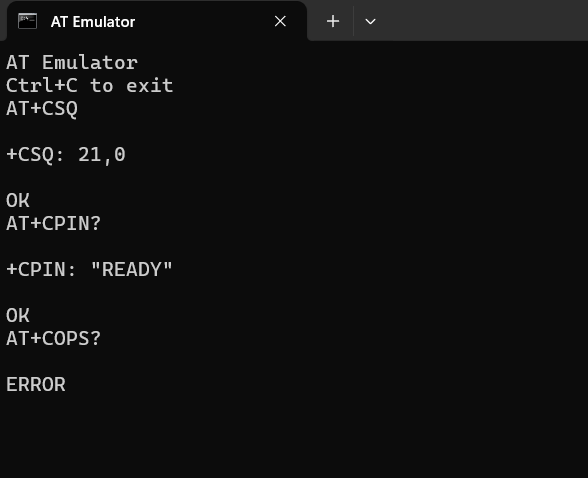 AT Emulator
AT Emulator
Ctrl+C to exit
AT+CSQ
+CSQ: 21,0
OK
AT+CPIN?
+CPIN: "READY"
OK
AT+COPS?
ERROR